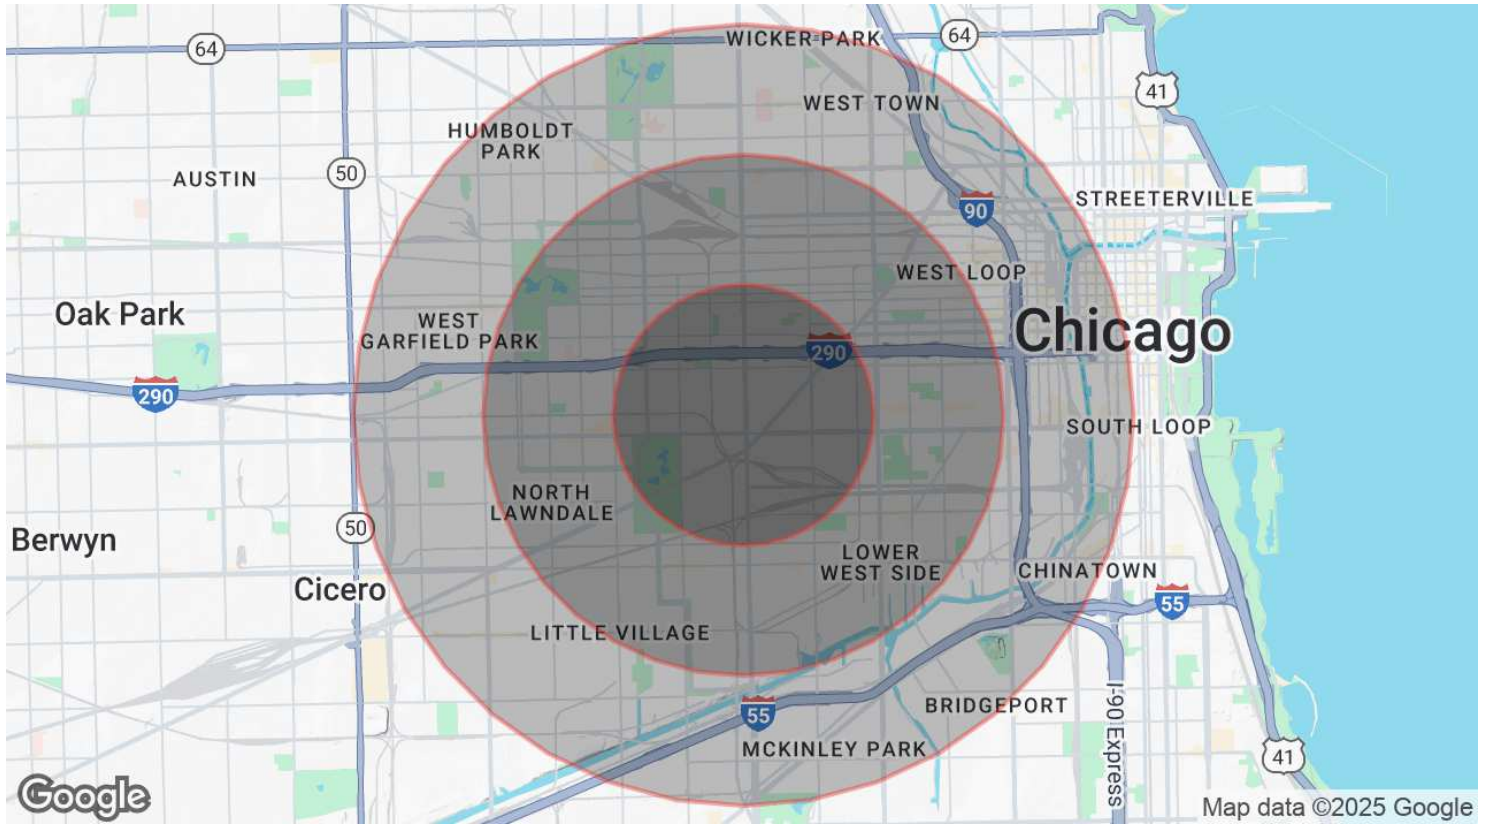 WICKER PARK
64
64
41
WEST TOWN
HUMBOLDT
PARK
AUSTIN
50
STREETERVILLE
90
WEST LOOP
Oak Park
WEST
GARFIELD PARK
Chicago
290
290
SOUTH LOOP
NORTH
LAWNDALE
50
Berwyn
LOWER
WEST SIDE
CHINATOWN
Cicero
55
LITTLE VILLAGE
BRIDGEPORT
55
I-90 Express
MCKINLEY PARK
41
Google
Map data ©2025 Google